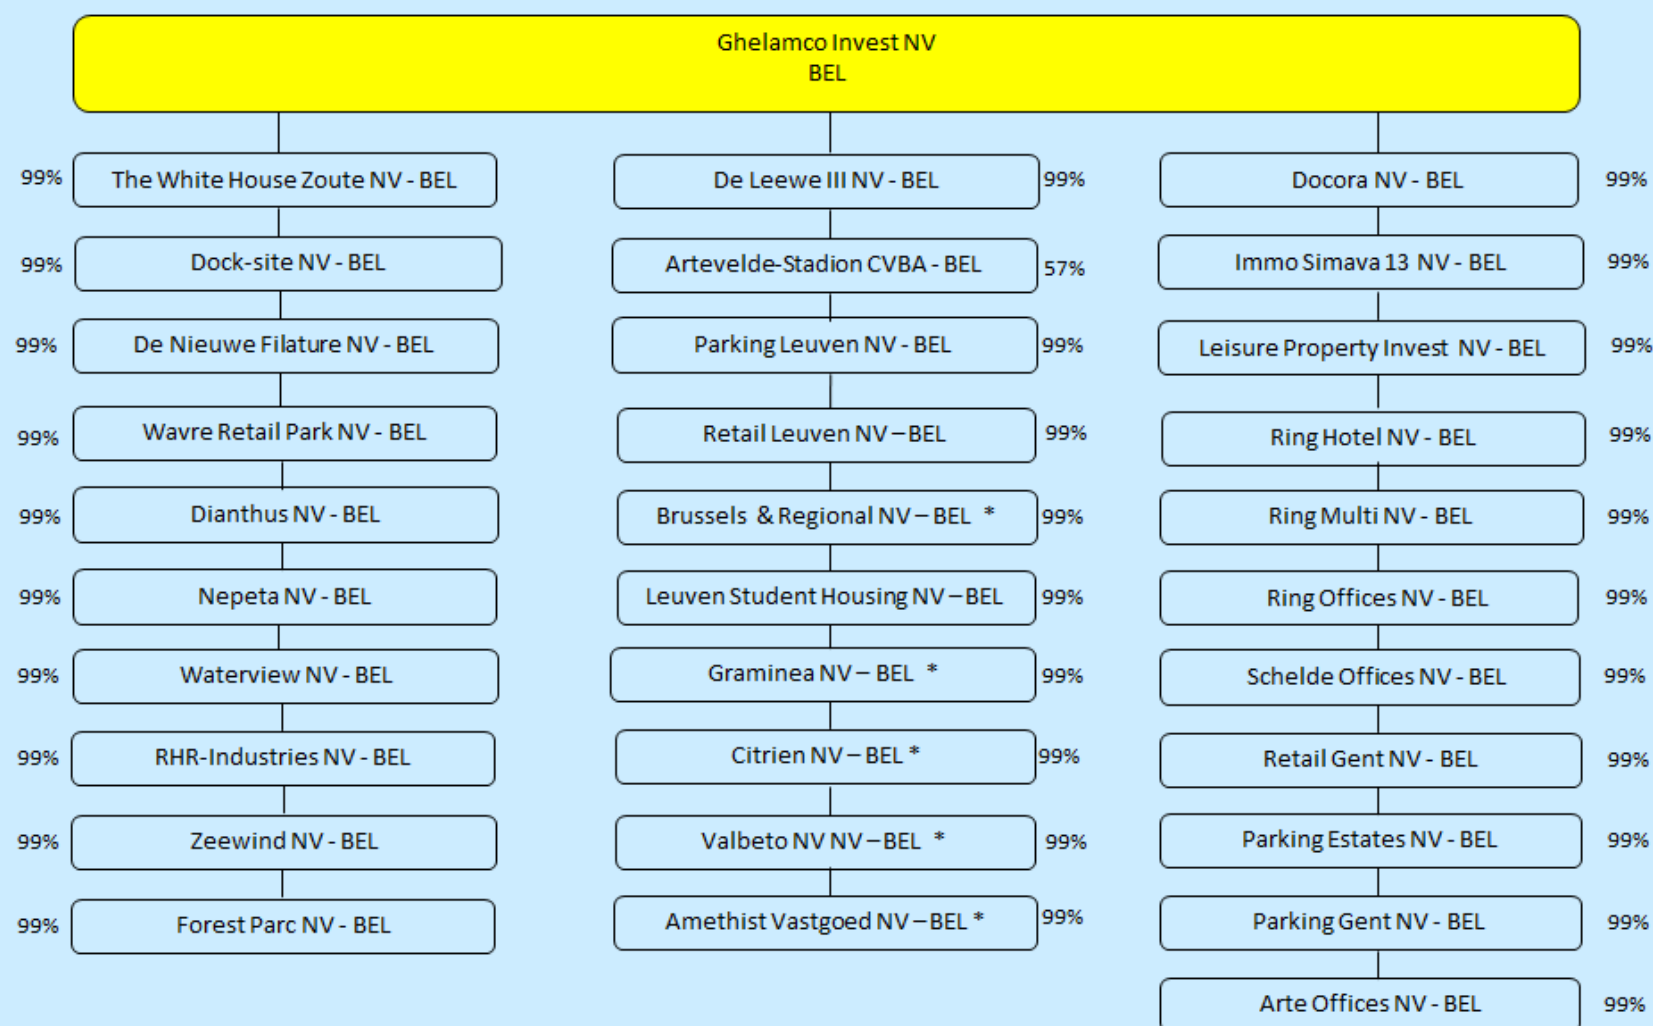 Ghelamco Invest NV
BEL
99% The White House Zoute NV - BEL
99% Dock-site NV - BEL
99% De Nieuwe Filature NV - BEL
99% Wavre Retail Park NV - BEL
99% Dianthus NV - BEL
99% Nepeta NV - BEL
99% Waterview NV - BEL
99% RHR-Industries NV - BEL
99% Zeewind NV - BEL
99% Forest Parc NV - BEL
De Leewe III NV - BEL 99%
Artevelde-Stadion CVBA - BEL 57%
Parking Leuven NV - BEL 99%
Retail Leuven NV – BEL 99%
Brussels & Regional NV – BEL * 99%
Leuven Student Housing NV – BEL 99%
Graminea NV – BEL * 99%
Citrien NV – BEL * 99%
Valbeto NV NV – BEL * 99%
Amethist Vastgoed NV – BEL * 99%
Docora NV - BEL 99%
Immo Simava 13 NV - BEL 99%
Leisure Property Invest NV - BEL 99%
Ring Hotel NV - BEL 99%
Ring Multi NV - BEL 99%
Ring Offices NV - BEL 99%
Schelde Offices NV - BEL 99%
Retail Gent NV - BEL 99%
Parking Estates NV - BEL 99%
Parking Gent NV - BEL 99%
Arte Offices NV - BEL 99%